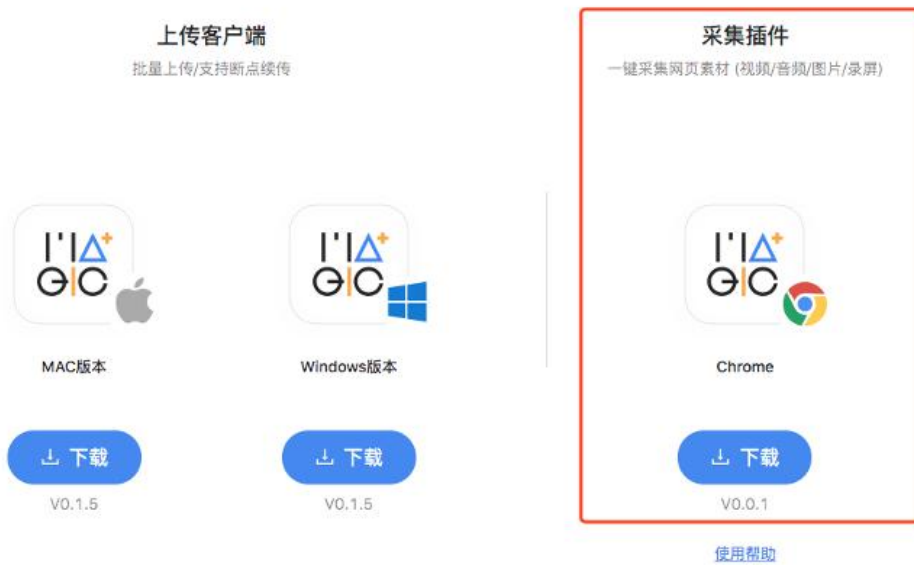 上传客户端
批量上传/支持断点续传
MAC版本
下载
V0.1.5
Windows版本
下载
V0.1.5
采集插件
一键采集网页素材 (视频/音频/图片/录屏)
Chrome
下载
V0.0.1
使用帮助